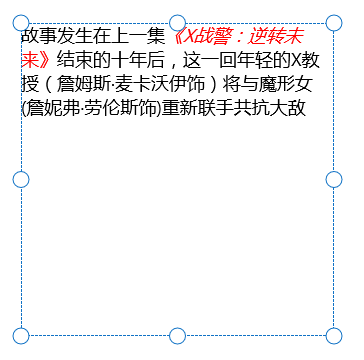 故事发生在上一集《X战警：逆转未
来》结束的十年后，这一回年轻的X教
授（詹姆斯·麦卡沃伊饰）将与魔形女
(詹妮弗·劳伦斯饰)重新联手共抗大敌